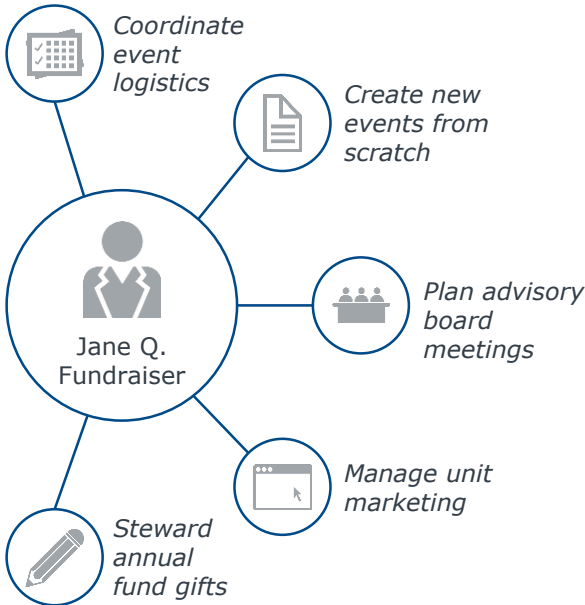 Coordinate
event
logistics
Create new
events from
scratch
Jane Q.
Fundraiser
Plan advisory
board
meetings
Manage unit
marketing
Steward
annual
fund gifts